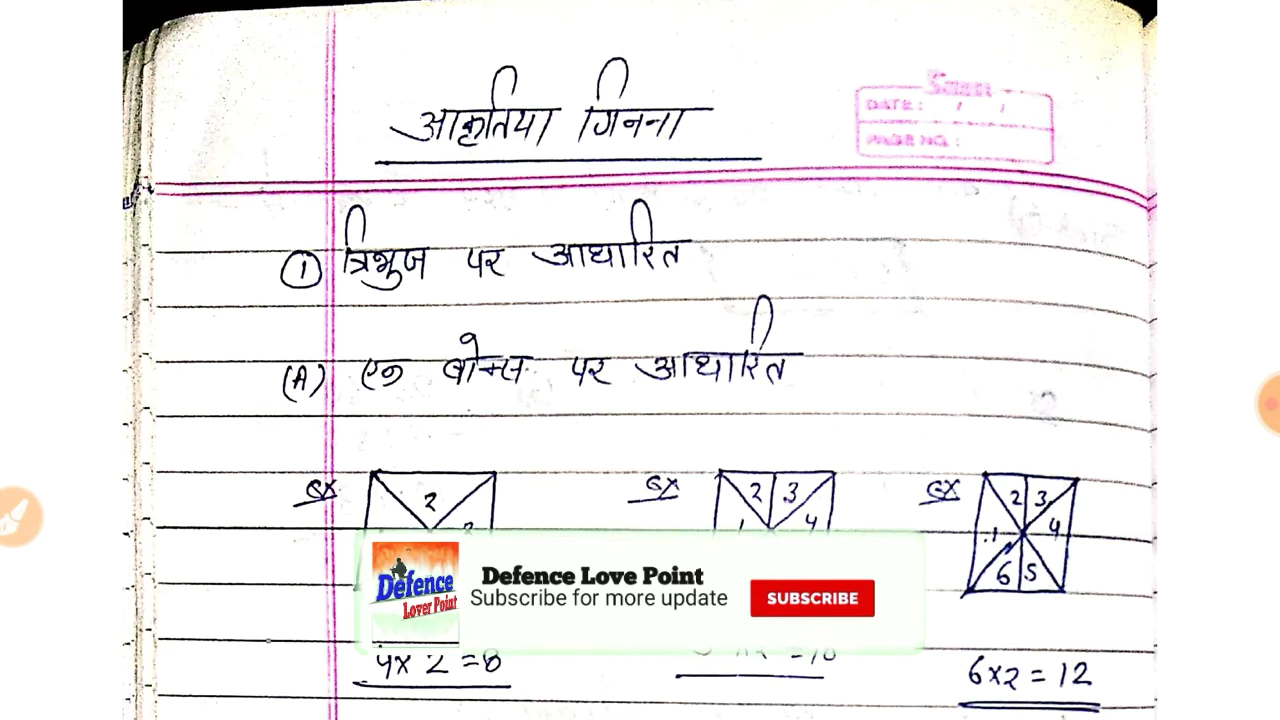 आकृतिया गिनना
Saan
DATE: / /
PAGE NO.:
① त्रिभुज पर आधारित
(A) एक बोक्स पर आधारित
ex
2
ex
2 3
1 4
ex
2 3
1 4
6 5
Defence
Lover Point
Defence Love Point
Subscribe for more update
SUBSCRIBE
4x2=8
6x2=12